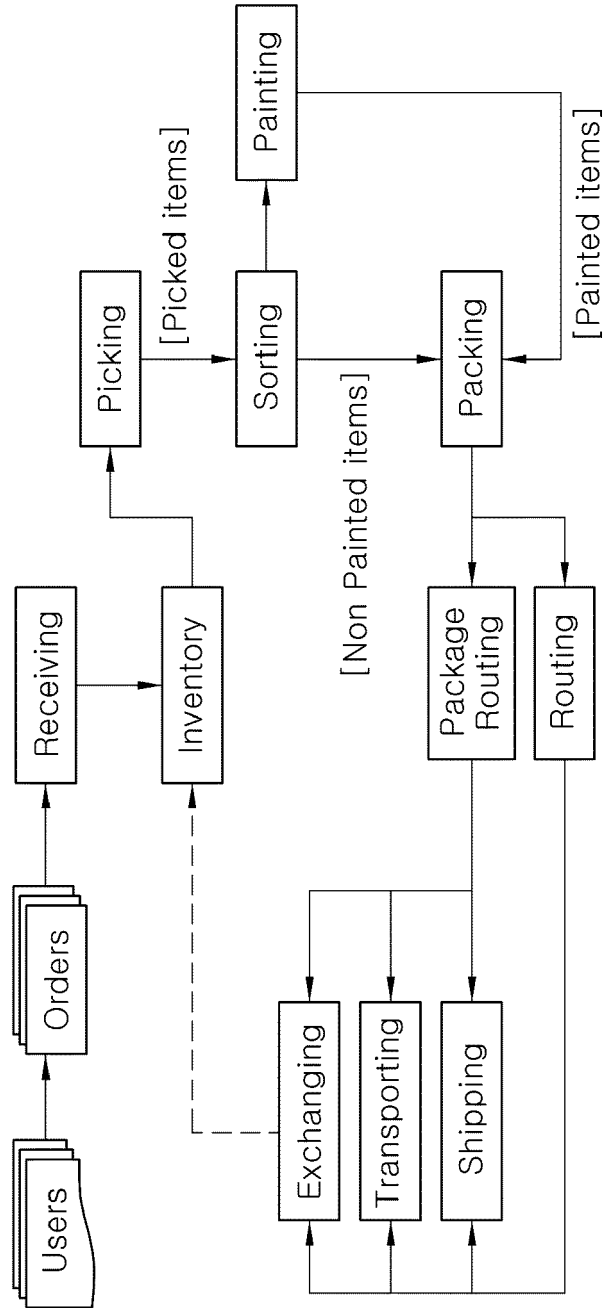 Users
Orders
Receiving
Inventory
Picking
[Picked items]
Sorting
Painting
[Non Painted items]
[Painted items]
Packing
Package
Routing
Routing
Exchanging
Transporting
Shipping